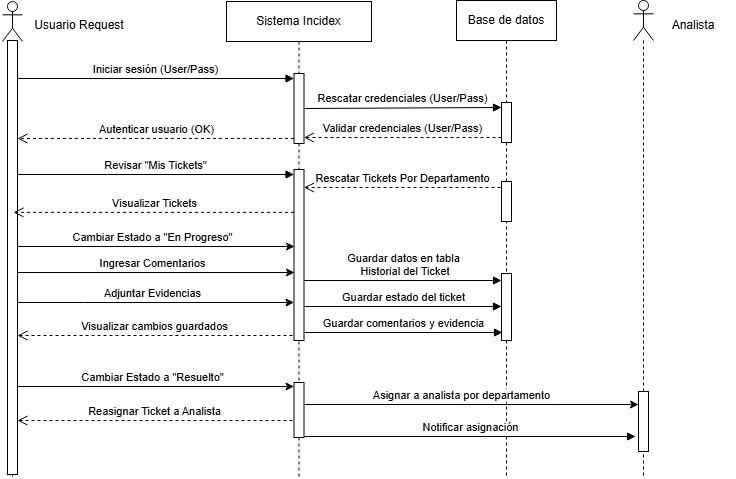 Usuario Request
Sistema Incidex
Base de datos
Analista
Iniciar sesión (User/Pass)
Rescatar credenciales (User/Pass)
Autenticar usuario (OK)
Validar credenciales (User/Pass)
Revisar "Mis Tickets"
Rescatar Tickets Por Departamento
Visualizar Tickets
Cambiar Estado a "En Progreso"
Ingresar Comentarios
Guardar datos en tabla
Historial del Ticket
Adjuntar Evidencias
Guardar estado del ticket
Visualizar cambios guardados
Guardar comentarios y evidencia
Cambiar Estado a "Resuelto"
Asignar a analista por departamento
Reasignar Ticket a Analista
Notificar asignación